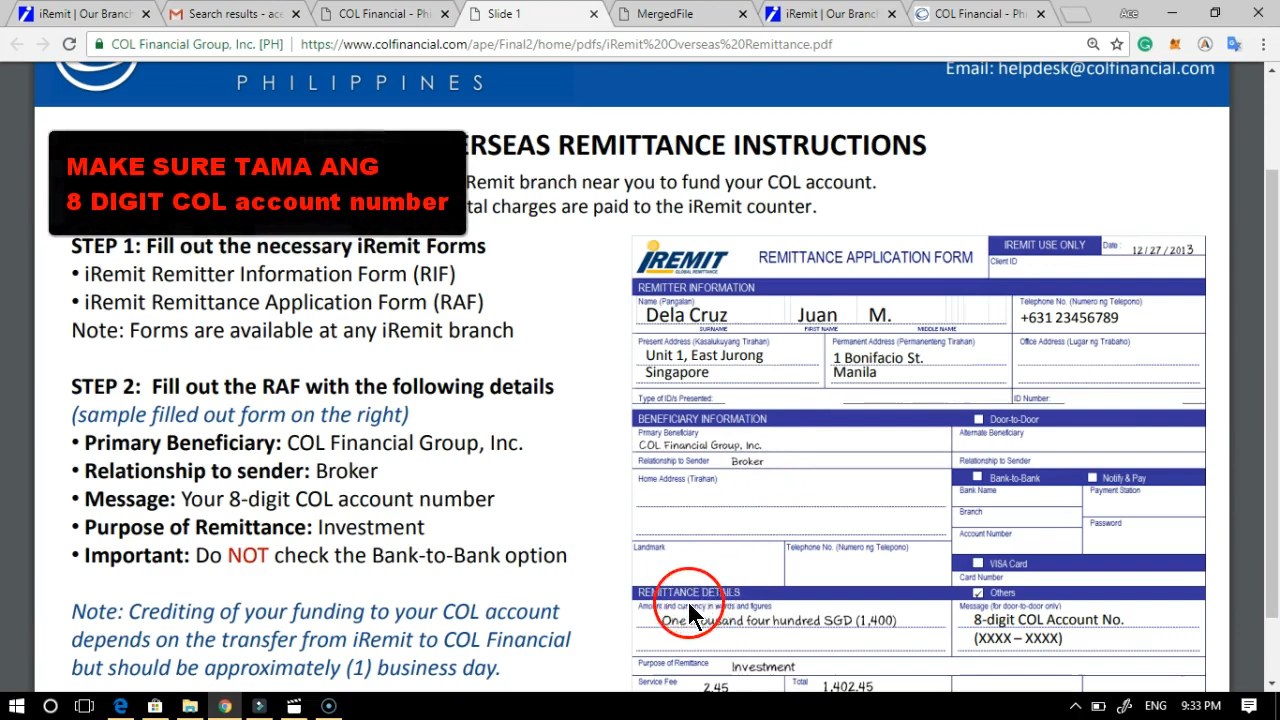 iRemit | Our Branch
Search results - ace
COL Financial - Phi
Slide 1
MergedFile
iRemit | Our Branch
COL Financial - Phi
Ace
COL Financial Group, Inc. [PH]
https://www.colfinancial.com/ape/Final2/home/pdfs/iRemit%20Overseas%20Remittance.pdf
PHILIPPINES
Email: helpdesk@colfinancial.com
MAKE SURE TAMA ANG
8 DIGIT COL account number
ERSEAS REMITTANCE INSTRUCTIONS
Remit branch near you to fund your COL account.
tal charges are paid to the iRemit counter.
STEP 1: Fill out the necessary iRemit Forms
• iRemit Remitter Information Form (RIF)
• iRemit Remittance Application Form (RAF)
Note: Forms are available at any iRemit branch
STEP 2: Fill out the RAF with the following details
(sample filled out form on the right)
• Primary Beneficiary: COL Financial Group, Inc.
• Relationship to sender: Broker
• Message: Your 8-digit COL account number
• Purpose of Remittance: Investment
• Important: Do NOT check the Bank-to-Bank option
Note: Crediting of your funding to your COL account
depends on the transfer from iRemit to COL Financial
but should be approximately (1) business day.
iREMIT
GLOBAL REMITTANCE
REMITTANCE APPLICATION FORM
IREMIT USE ONLY
Date : 12/27/2013
Client ID
REMITTER INFORMATION
Name (Pangalan)
Dela Cruz Juan M.
SURNAME FIRST NAME MIDDLE NAME
Telephone No. (Numero ng Telepono)
+631 23456789
Present Address (Kasalukuyang Tirahan)
Unit 1, East Jurong
Singapore
Permanent Address (Permanenteng Tirahan)
1 Bonifacio St.
Manila
Office Address (Lugar ng Trabaho)
Type of ID/s Presented:
ID Number:
BENEFICIARY INFORMATION
Door-to-Door
Primary Beneficiary
COL Financial Group, Inc.
Alternate Beneficiary
Relationship to Sender Broker
Relationship to Sender
Home Address (Tirahan)
Bank-to-Bank
Notify & Pay
Bank Name
Payment Station
Branch
Password
Account Number
Landmark
Telephone No. (Numero ng Telepono)
VISA Card
Card Number
REMITTANCE DETAILS
Others
Amount and currency in words and figures
One thousand four hundred SGD (1,400)
Message (for door-to-door only)
8-digit COL Account No.
(XXXX – XXXX)
Purpose of Remittance Investment
Service Fee 2.45
Total 1,402.45
ENG
9:33 PM